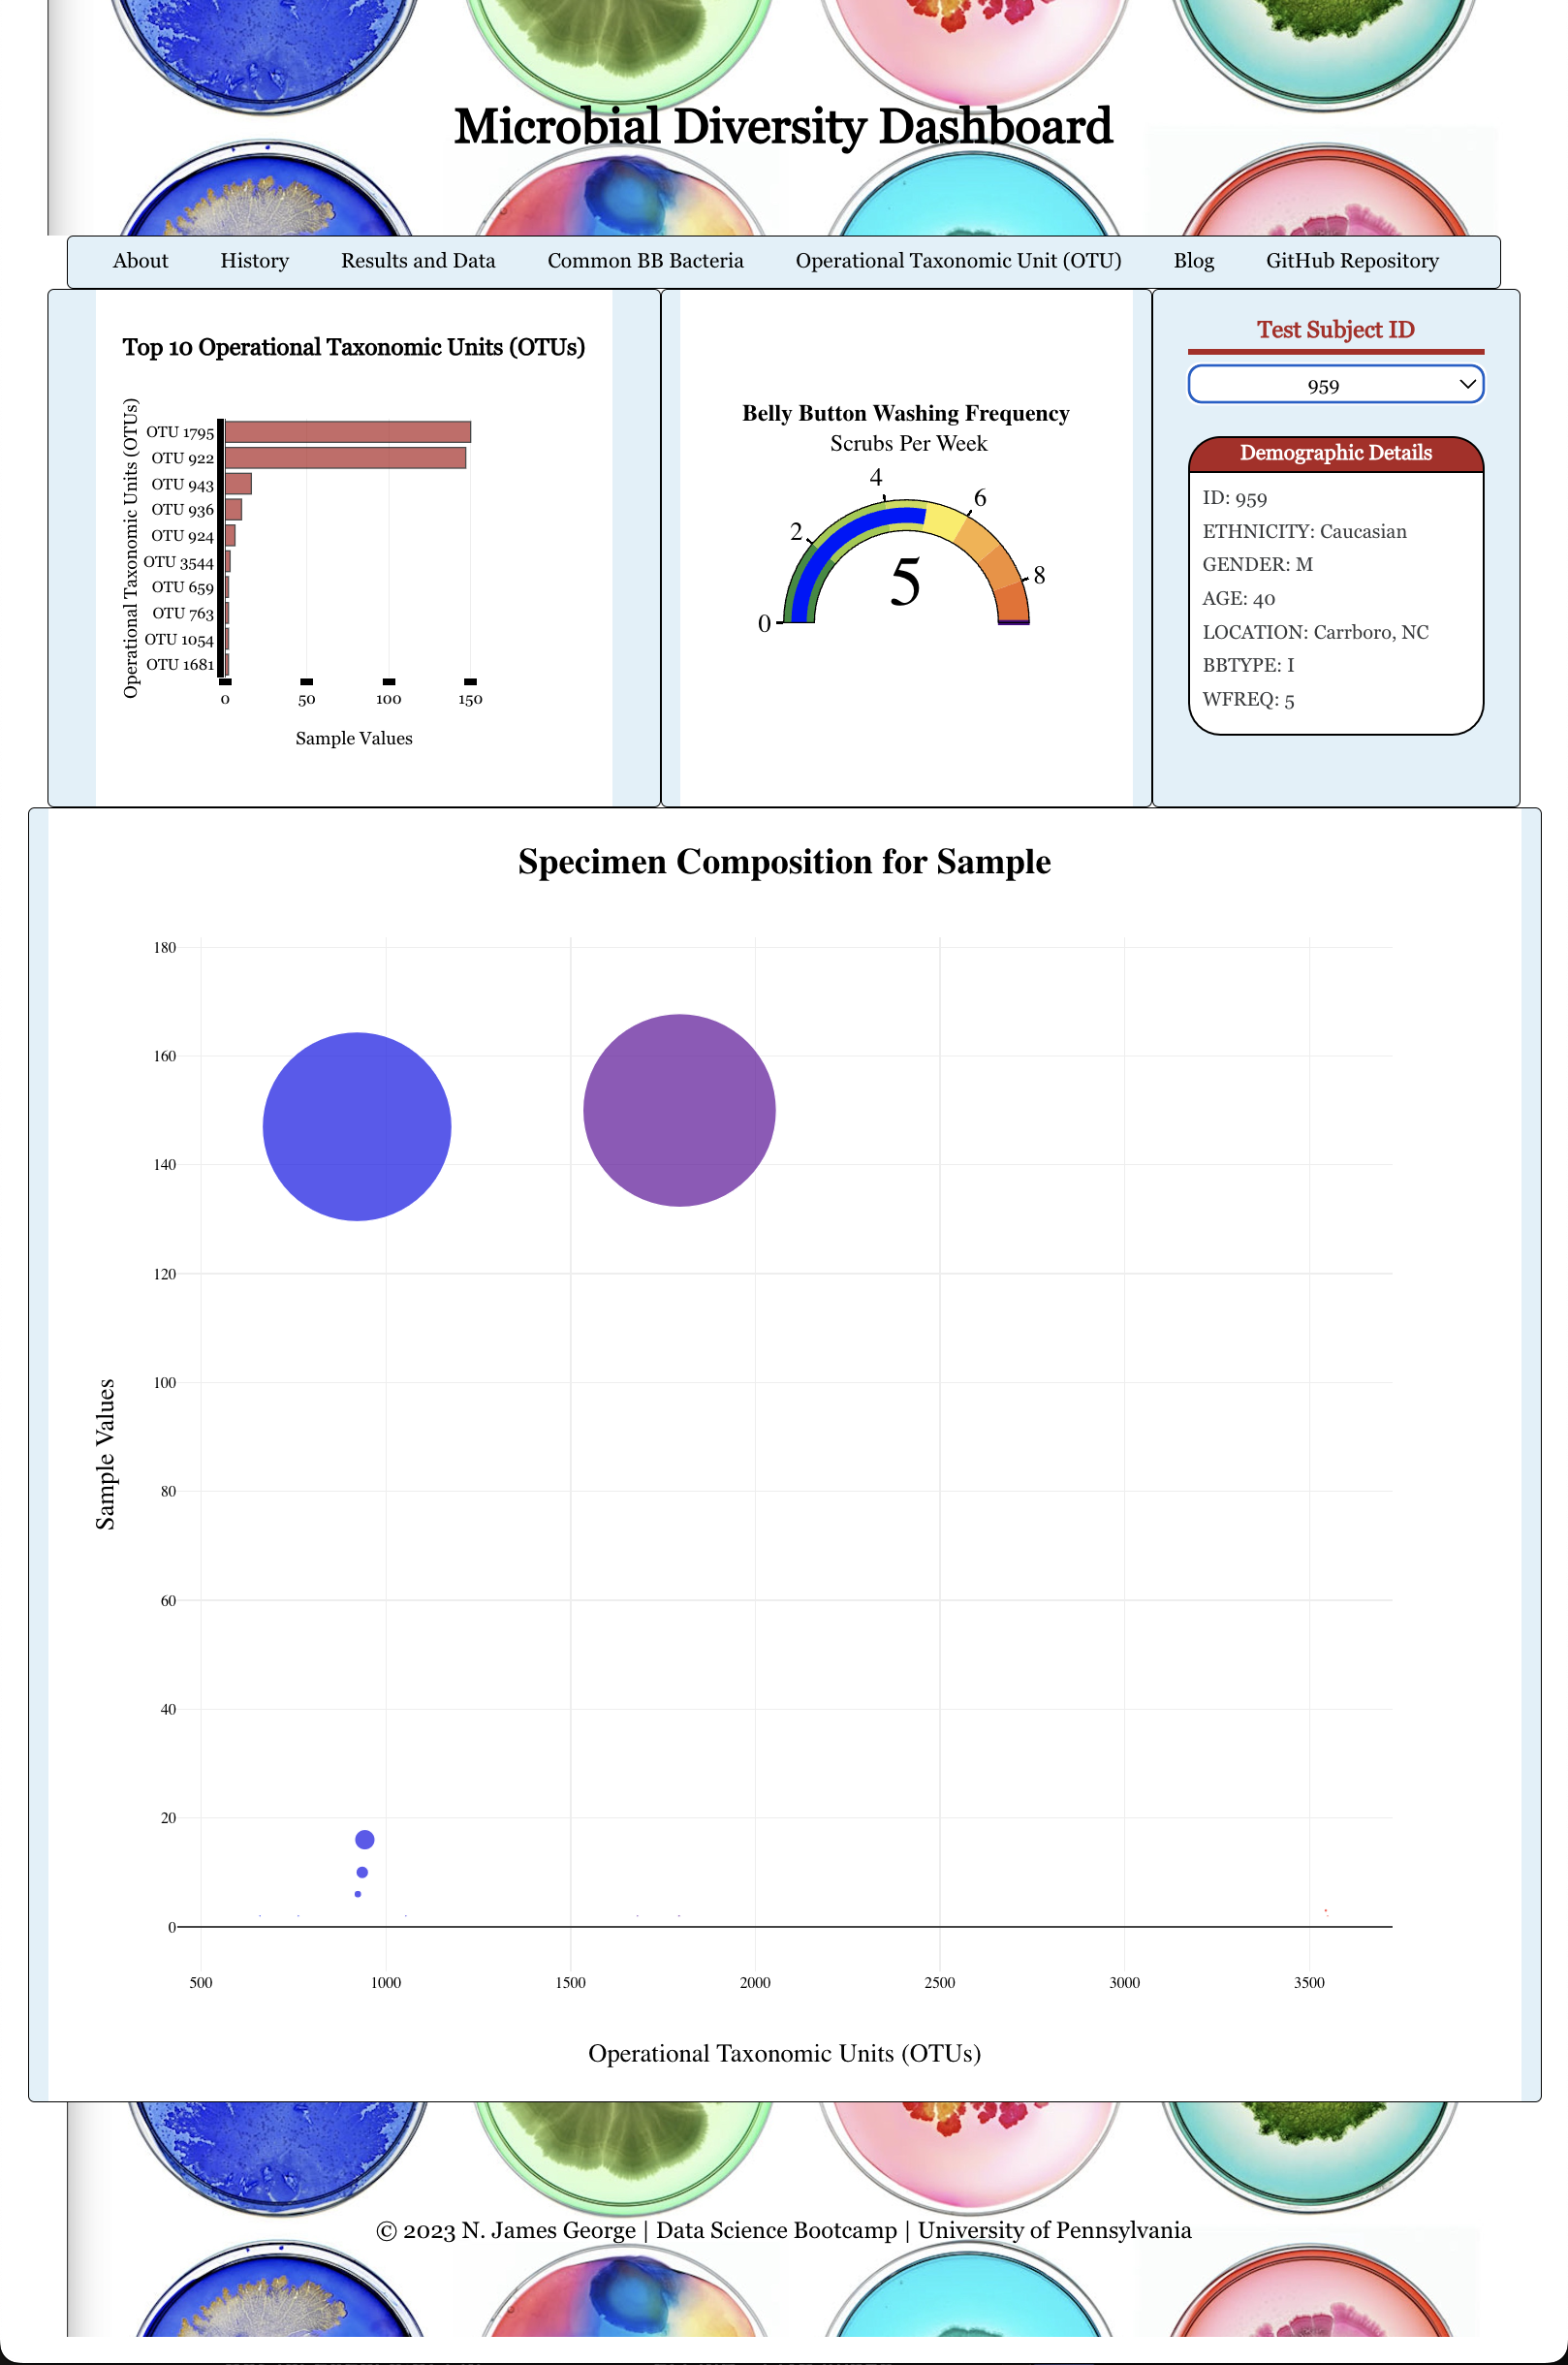 Microbial Diversity Dashboard
About History Results and Data Common BB Bacteria Operational Taxonomic Unit (OTU) Blog GitHub Repository
Top 10 Operational Taxonomic Units (OTUs)
Operational Taxonomic Units (OTUs)
OTU 1795
OTU 922
OTU 943
OTU 936
OTU 924
OTU 3544
OTU 659
OTU 763
OTU 1054
OTU 1681
0 50 100 150
Sample Values
Belly Button Washing Frequency
Scrubs Per Week
0 2 4 6 8
5
Test Subject ID
959
Demographic Details
ID: 959
ETHNICITY: Caucasian
GENDER: M
AGE: 40
LOCATION: Carrboro, NC
BBTYPE: I
WFREQ: 5
Specimen Composition for Sample
Sample Values
180
160
140
120
100
80
60
40
20
0
500 1000 1500 2000 2500 3000 3500
Operational Taxonomic Units (OTUs)
© 2023 N. James George | Data Science Bootcamp | University of Pennsylvania